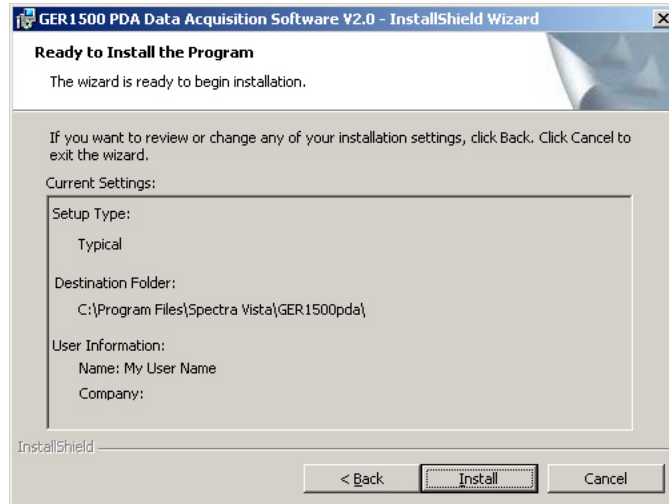 GER1500 PDA Data Acquisition Software V2.0 - InstallShield Wizard
Ready to Install the Program
The wizard is ready to begin installation.
If you want to review or change any of your installation settings, click Back. Click Cancel to
exit the wizard.
Current Settings:
Setup Type:
Typical
Destination Folder:
C:\Program Files\Spectra Vista\GER1500pda\
User Information:
Name: My User Name
Company:
InstallShield
< Back
Install
Cancel